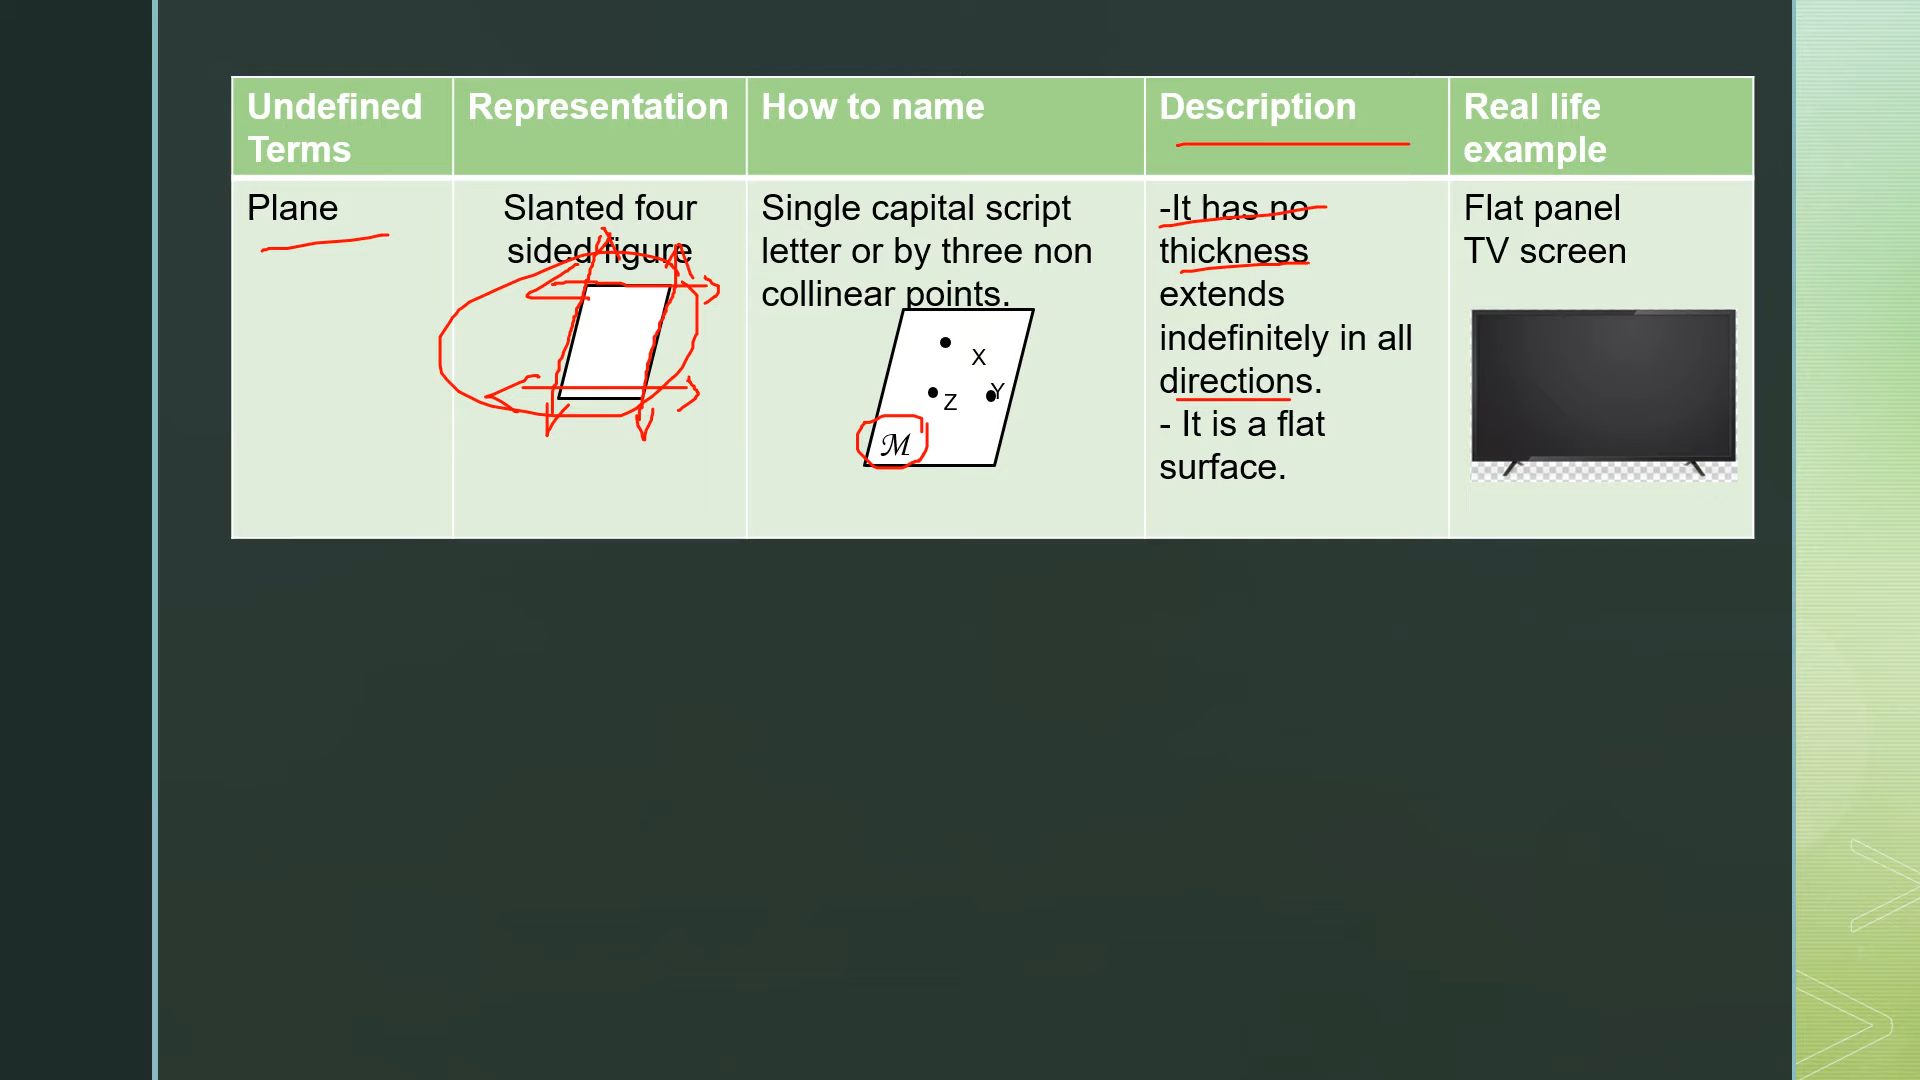 Undefined
Terms
Representation
How to name
Description
Real life
example
Plane
Slanted four
sided figure
Single capital script
letter or by three non
collinear points.
X
Y
Z
ℳ
-It has no
thickness
extends
indefinitely in all
directions.
- It is a flat
surface.
Flat panel
TV screen